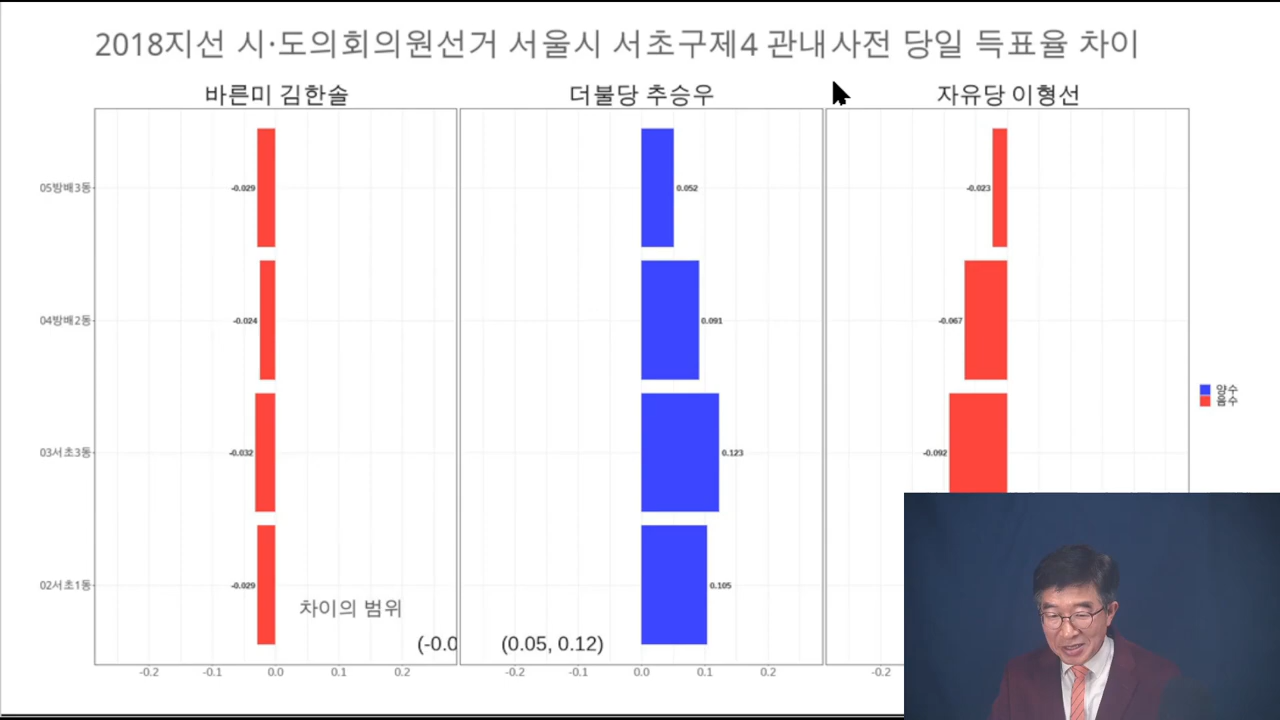 2018지선 시·도의회의원선거 서울시 서초구제4 관내사전 당일 득표율 차이
바른미 김한솔
더불당 추승우
자유당 이형선
05방배3동
-0.029
0.052
-0.023
04방배2동
-0.024
0.091
-0.067
양수
음수
03서초3동
-0.032
0.123
-0.092
02서초1동
-0.029
0.105
차이의 범위
(-0.0
(0.05, 0.12)
-0.2 -0.1 0.0 0.1 0.2
-0.2 -0.1 0.0 0.1 0.2
-0.2